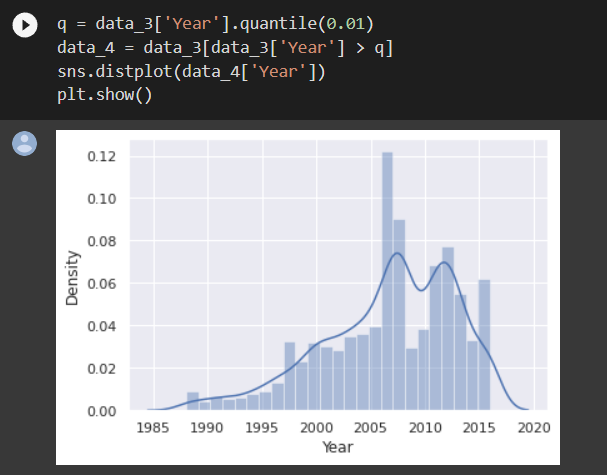 q = data_3['Year'].quantile(0.01)
data_4 = data_3[data_3['Year'] > q]
sns.distplot(data_4['Year'])
plt.show()
0.12
0.10
0.08
0.06
0.04
0.02
0.00
Density
1985 1990 1995 2000 2005 2010 2015 2020
Year